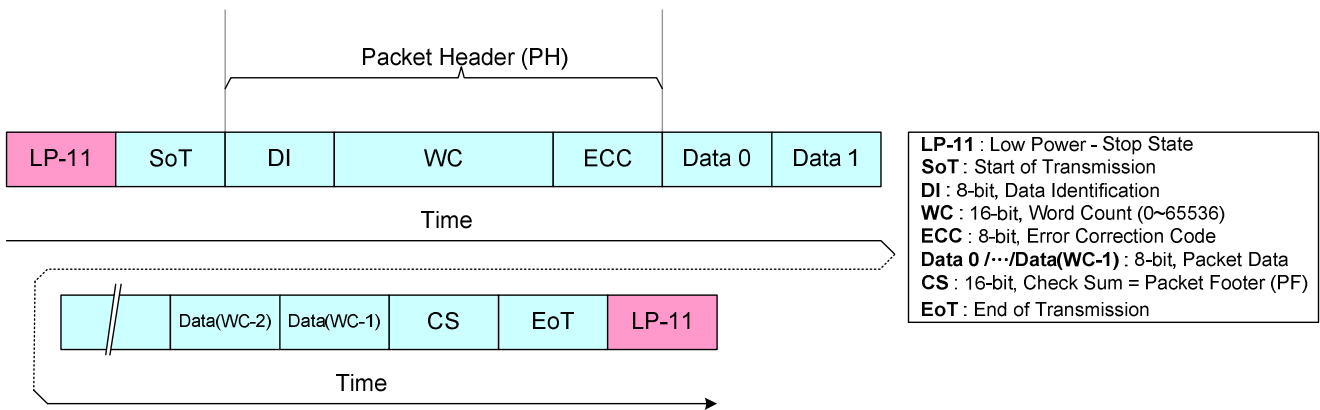 Packet Header (PH)
LP-11 SoT DI WC ECC Data 0 Data 1
Time
Data(WC-2) Data(WC-1) CS EoT LP-11
Time
LP-11 : Low Power - Stop State
SoT : Start of Transmission
DI : 8-bit, Data Identification
WC : 16-bit, Word Count (0~65536)
ECC : 8-bit, Error Correction Code
Data 0 /···/Data(WC-1) : 8-bit, Packet Data
CS : 16-bit, Check Sum = Packet Footer (PF)
EoT : End of Transmission